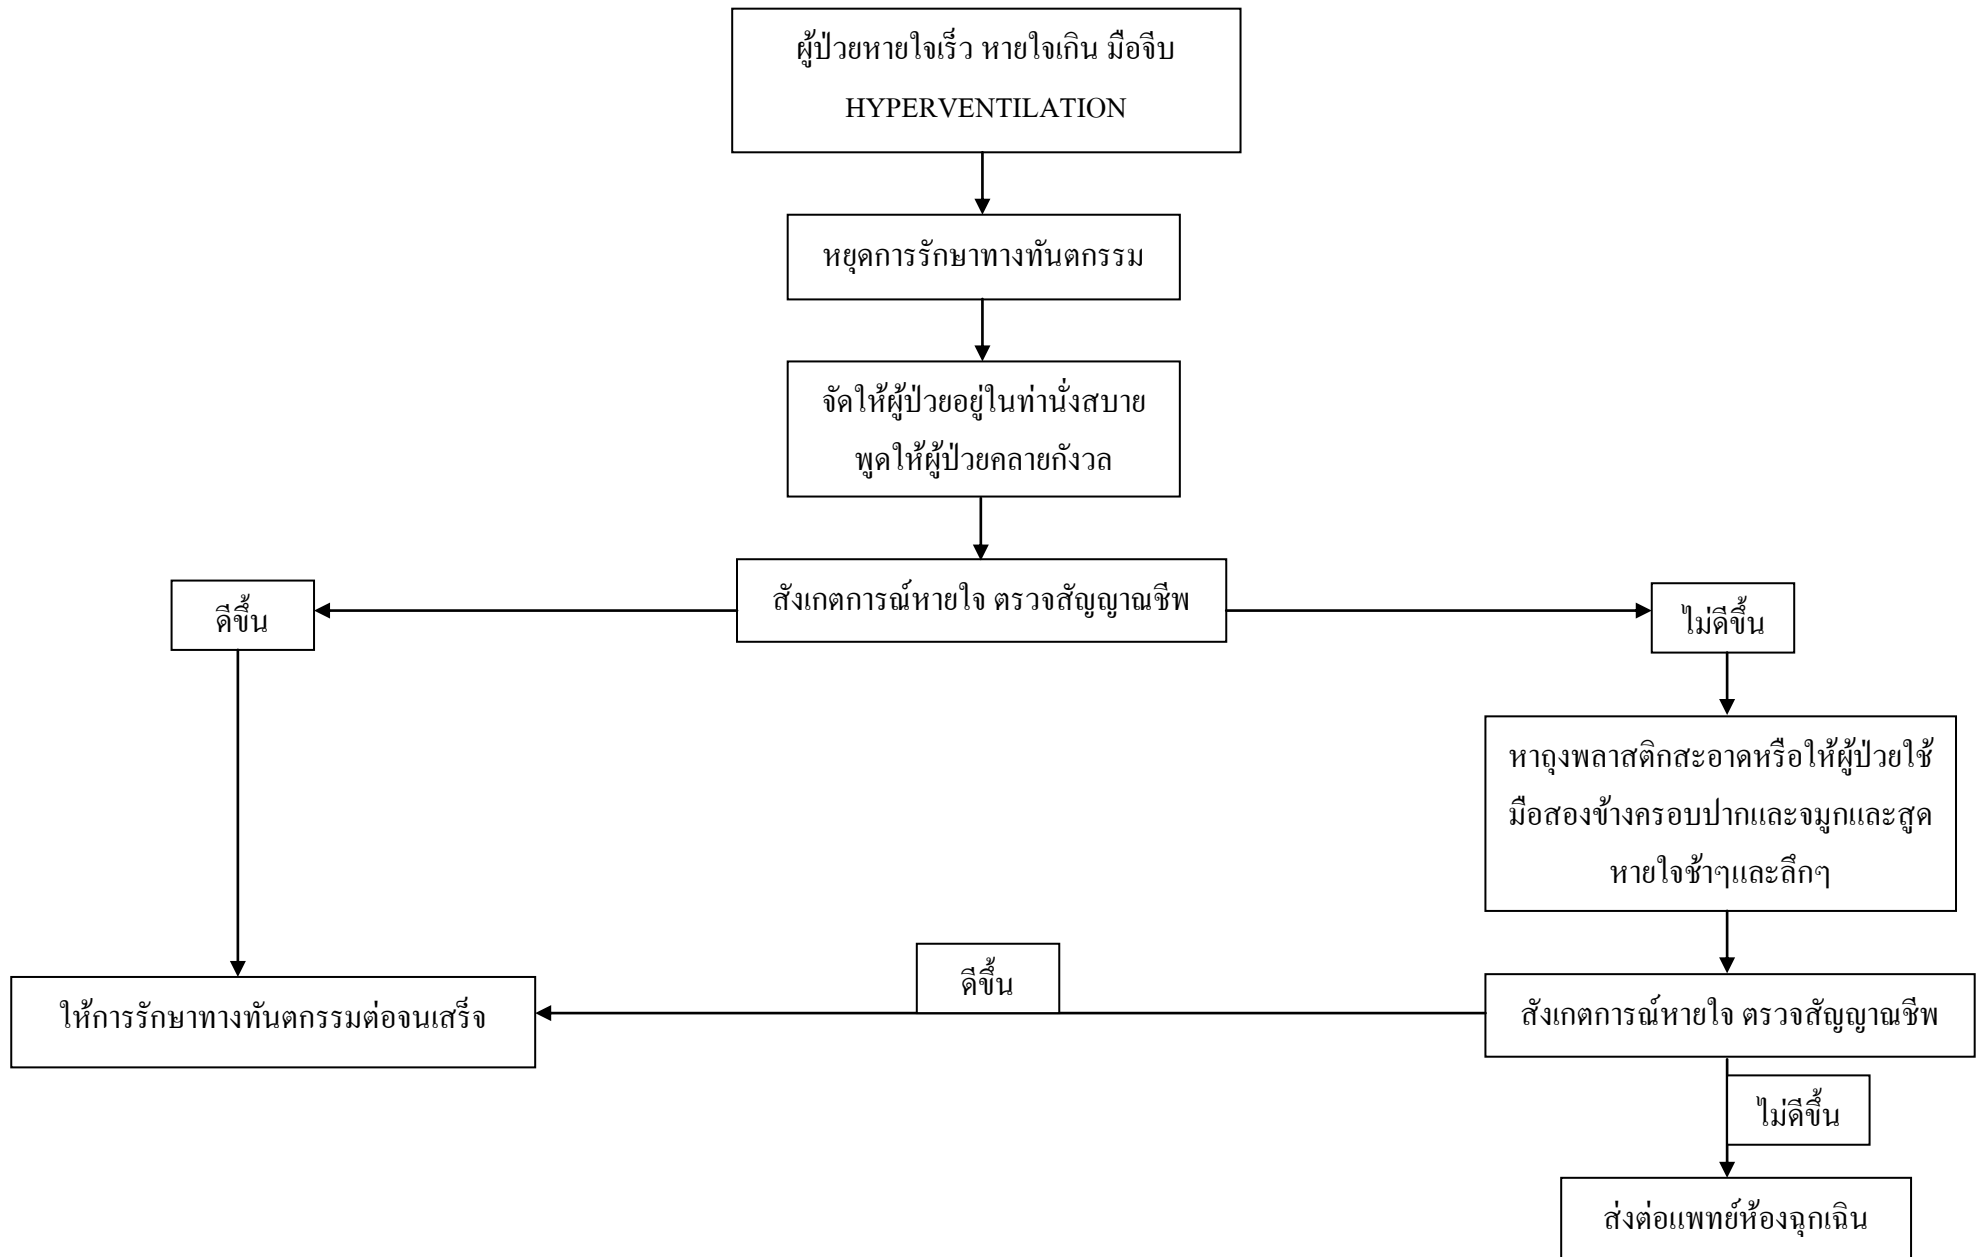 ผู้ป่วยหายใจเร็ว หายใจเกิน มือจีบ
HYPERVENTILATION
หยุดการรักษาทางทันตกรรม
จัดให้ผู้ป่วยอยู่ในท่านั่งสบาย
พูดให้ผู้ป่วยคลายกังวล
สังเกตการณ์หายใจ ตรวจสัญญาณชีพ
ดีขึ้น
ไม่ดีขึ้น
หาถุงพลาสติกสะอาดหรือให้ผู้ป่วยใช้
มือสองข้างครอบปากและจมูกและสูด
หายใจช้าๆและลึกๆ
ดีขึ้น
ให้การรักษาทางทันตกรรมต่อจนเสร็จ
สังเกตการณ์หายใจ ตรวจสัญญาณชีพ
ไม่ดีขึ้น
ส่งต่อแพทย์ห้องฉุกเฉิน